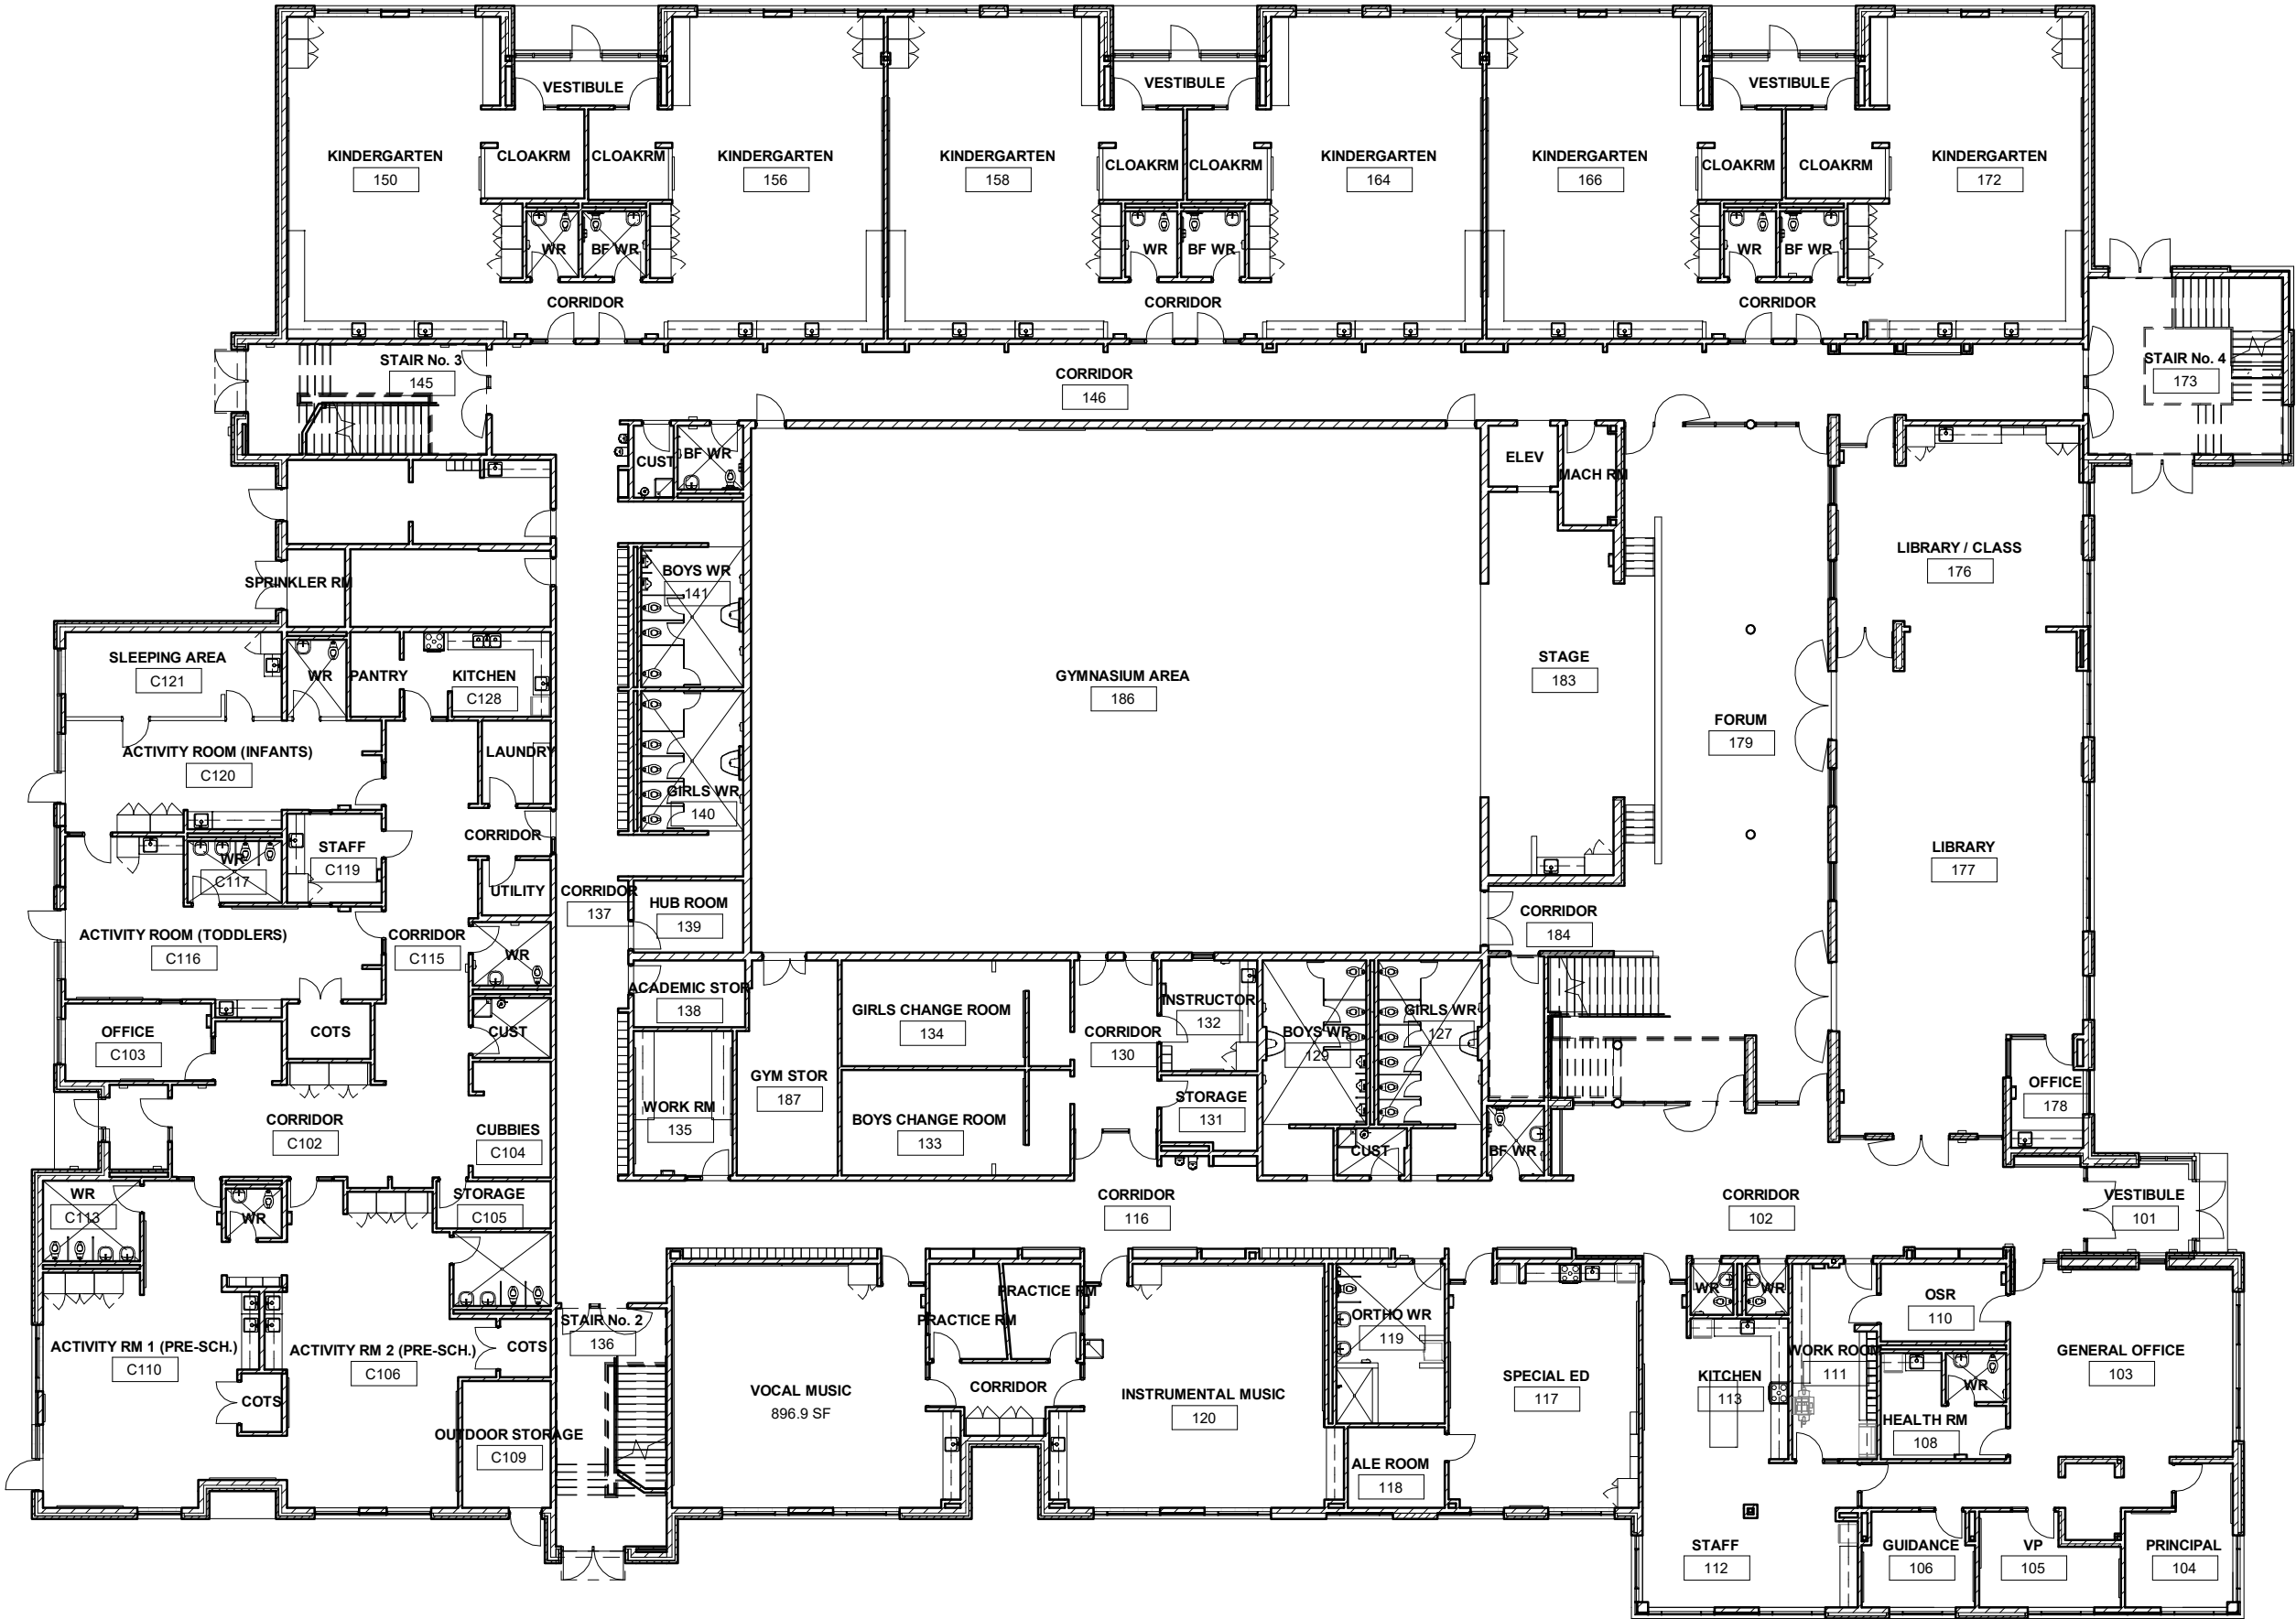 VESTIBULE
VESTIBULE
VESTIBULE
KINDERGARTEN
150
CLOAKRM
CLOAKRM
KINDERGARTEN
156
KINDERGARTEN
158
CLOAKRM
CLOAKRM
KINDERGARTEN
164
KINDERGARTEN
166
CLOAKRM
CLOAKRM
KINDERGARTEN
172
WR
BF WR
WR
BF WR
WR
BF WR
CORRIDOR
CORRIDOR
CORRIDOR
STAIR No. 3
145
CORRIDOR
146
STAIR No. 4
173
CUST
BF WR
ELEV
MACH RM
SPRINKLER RM
BOYS WR
141
LIBRARY / CLASS
176
SLEEPING AREA
C121
WR
PANTRY
KITCHEN
C128
GYMNASIUM AREA
186
STAGE
183
FORUM
179
ACTIVITY ROOM (INFANTS)
C120
LAUNDRY
GIRLS WR
140
CORRIDOR
WR
C117
STAFF
C119
LIBRARY
177
UTILITY
CORRIDOR
137
HUB ROOM
139
CORRIDOR
184
ACTIVITY ROOM (TODDLERS)
C116
CORRIDOR
C115
WR
ACADEMIC STOR
138
GIRLS CHANGE ROOM
134
CORRIDOR
130
INSTRUCTOR
132
BOYS WR
129
GIRLS WR
127
OFFICE
C103
COTS
CUST
GYM STOR
187
WORK RM
135
BOYS CHANGE ROOM
133
STORAGE
131
OFFICE
178
CORRIDOR
C102
CUBBIES
C104
CUST
BF WR
WR
C113
WR
STORAGE
C105
CORRIDOR
116
CORRIDOR
102
VESTIBULE
101
PRACTICE RM
PRACTICE RM
ORTHO WR
119
WR
WR
OSR
110
STAIR No. 2
136
ACTIVITY RM 1 (PRE-SCH.)
C110
ACTIVITY RM 2 (PRE-SCH.)
C106
COTS
COTS
VOCAL MUSIC
896.9 SF
CORRIDOR
INSTRUMENTAL MUSIC
120
SPECIAL ED
117
KITCHEN
113
WORK ROOM
111
GENERAL OFFICE
103
WR
HEALTH RM
108
OUTDOOR STORAGE
C109
ALE ROOM
118
STAFF
112
GUIDANCE
106
VP
105
PRINCIPAL
104